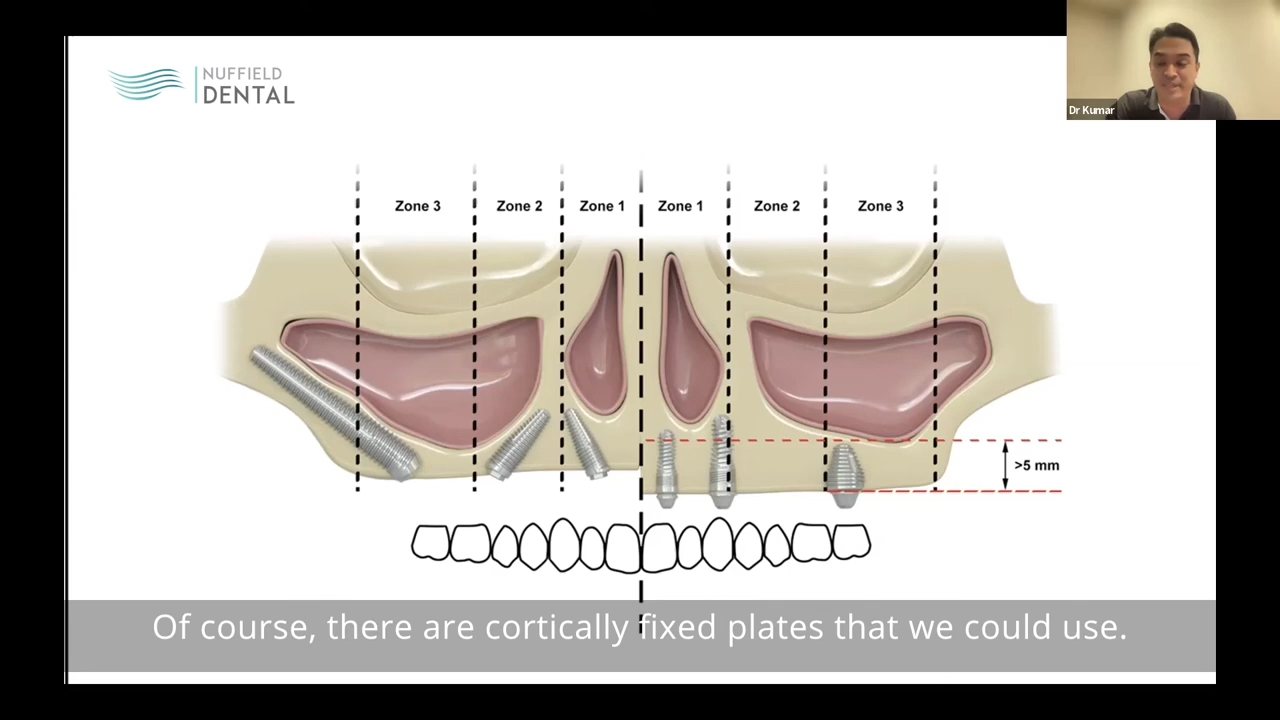 NUFFIELD
DENTAL
Dr Kumar
Zone 3
Zone 2
Zone 1
Zone 1
Zone 2
Zone 3
>5 mm
Of course, there are cortically fixed plates that we could use.